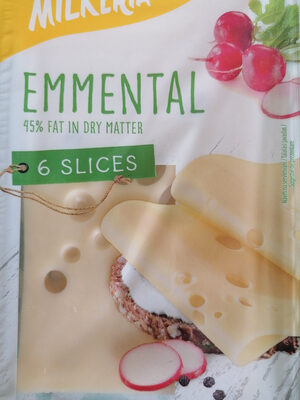 MILKERIA
EMMENTAL
45% FAT IN DRY MATTER
6 SLICES